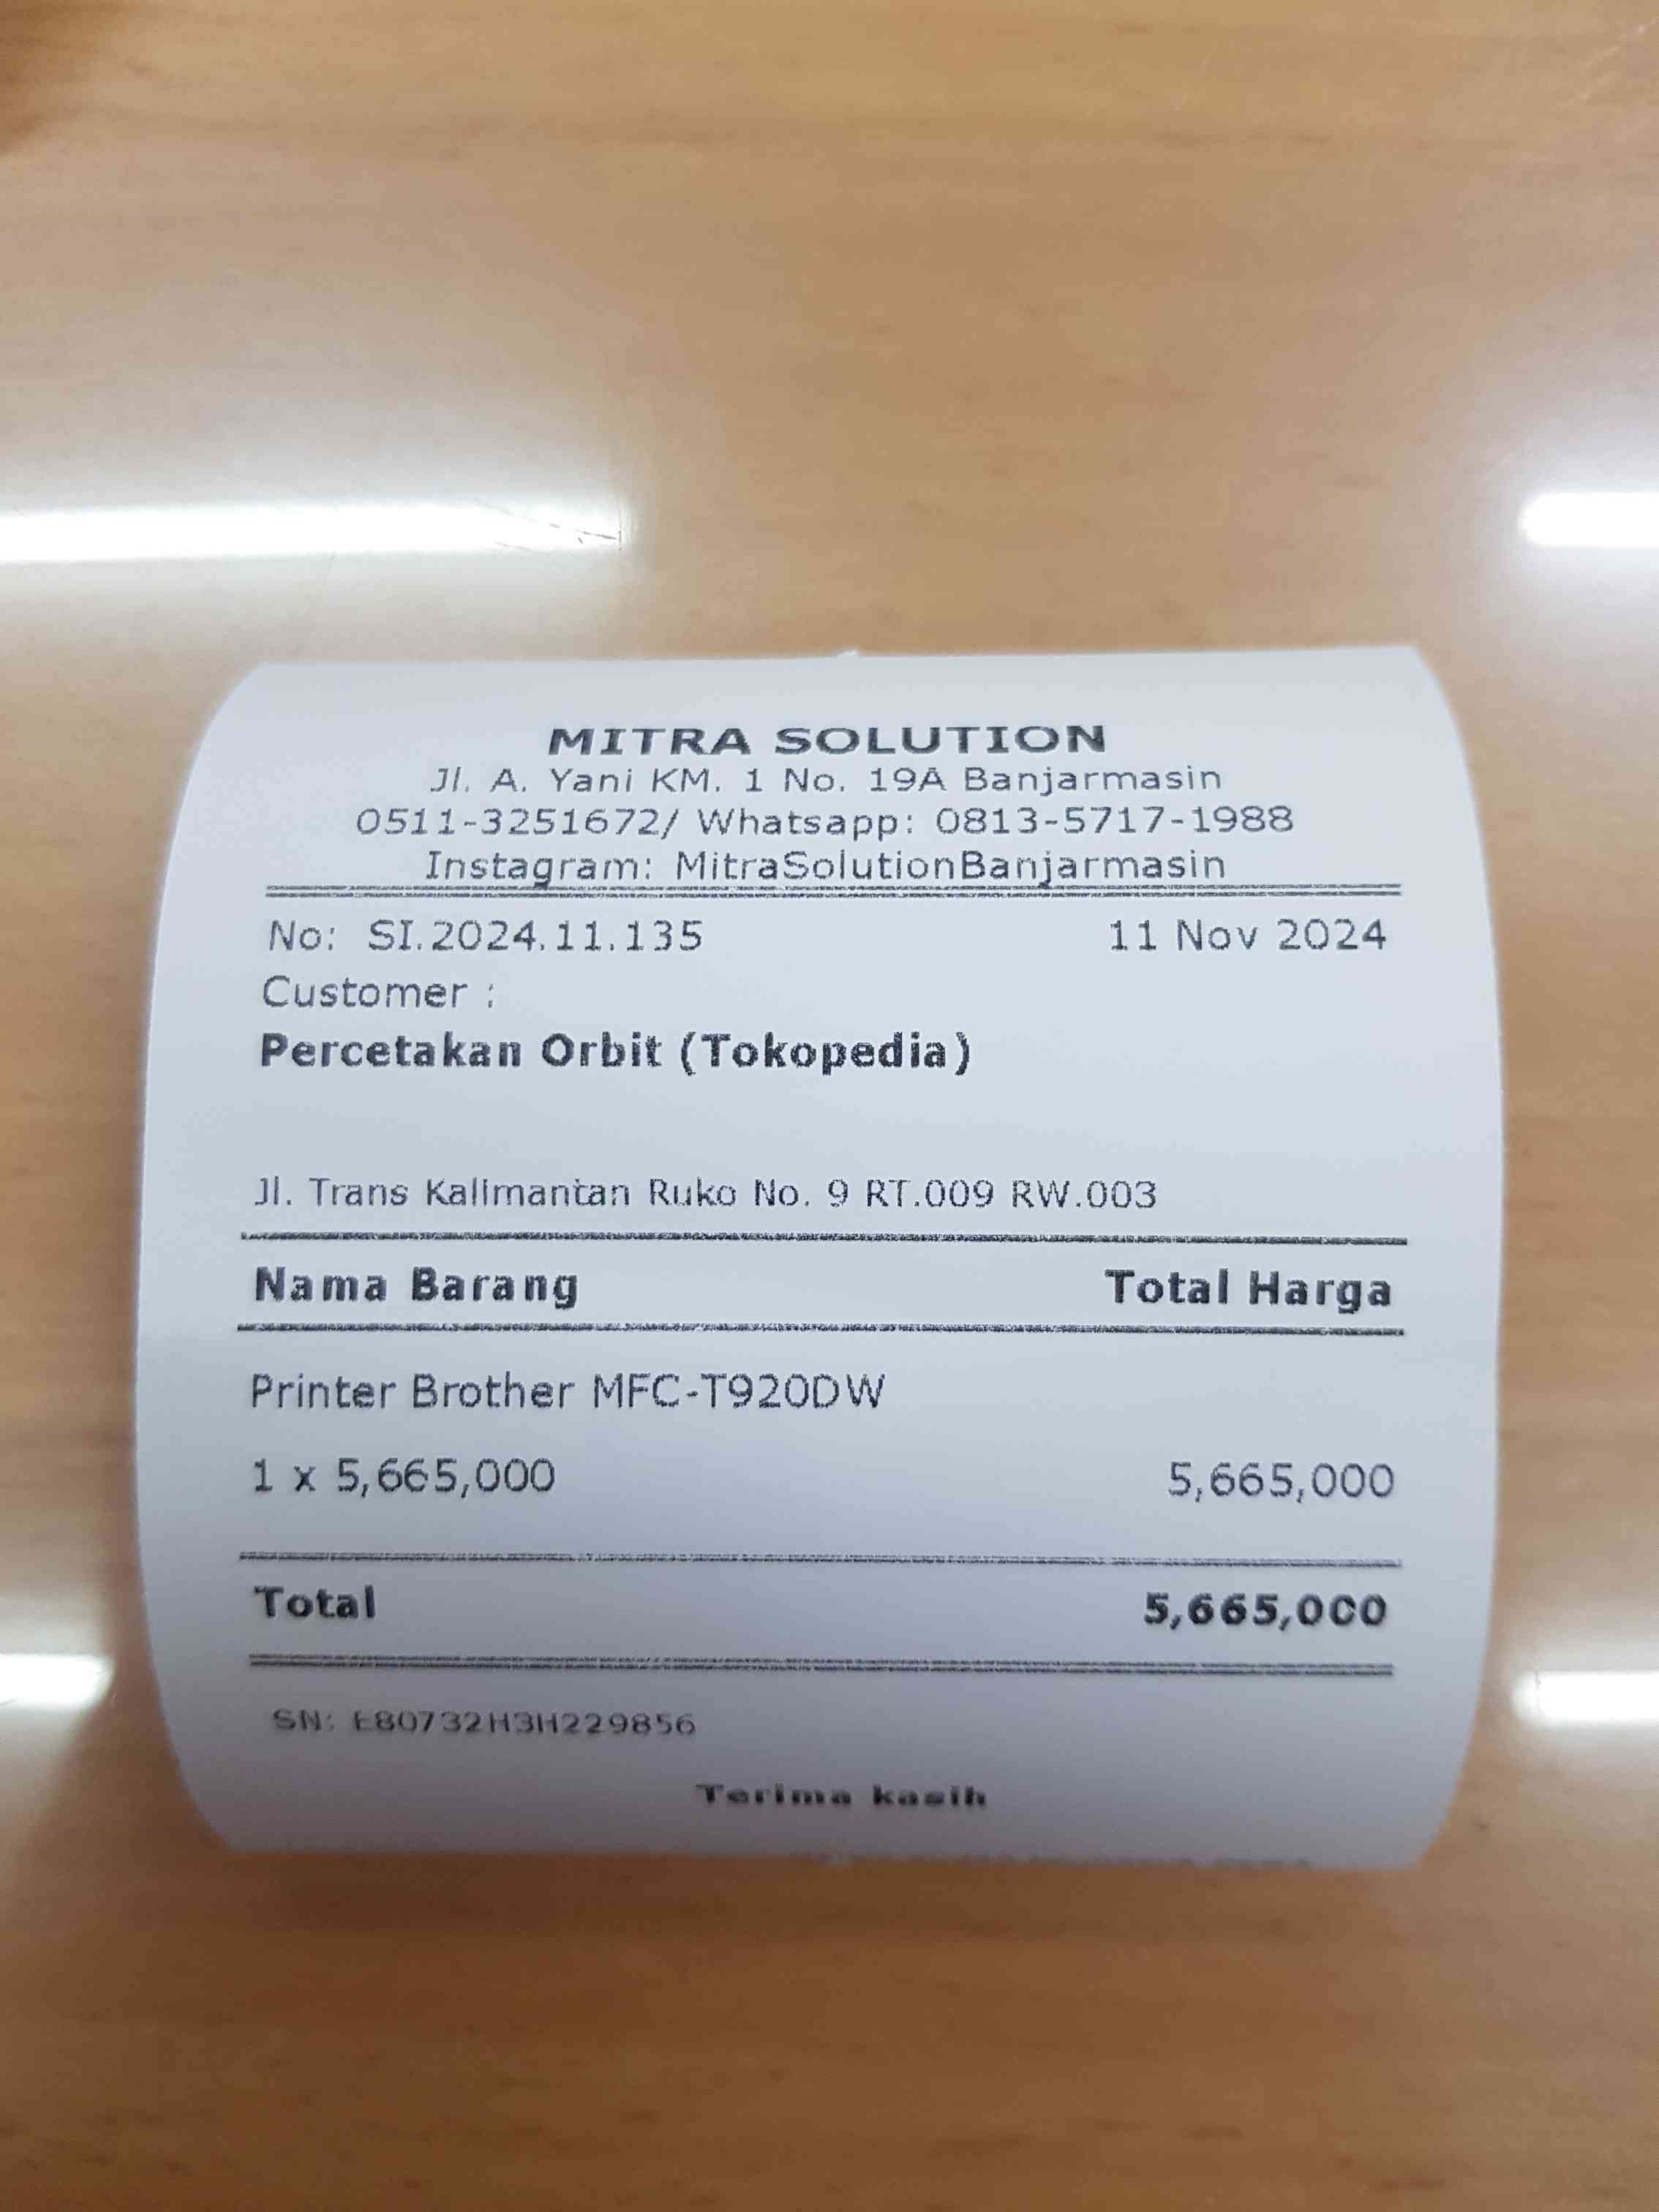 MITRA SOLUTION
Jl. A. Yani KM. 1 No. 19A Banjarmasin
0511-3251672/ Whatsapp: 0813-5717-1988
Instagram: MitraSolutionBanjarmasin
No: SI.2024.11.135 11 Nov 2024
Customer :
Percetakan Orbit (Tokopedia)
Jl. Trans Kalimantan Ruko No. 9 RT.009 RW.003
Nama Barang Total Harga
Printer Brother MFC-T920DW
1 x 5,665,000 5,665,000
Total 5,665,000
SN: E80732H3H229856
Terima kasih